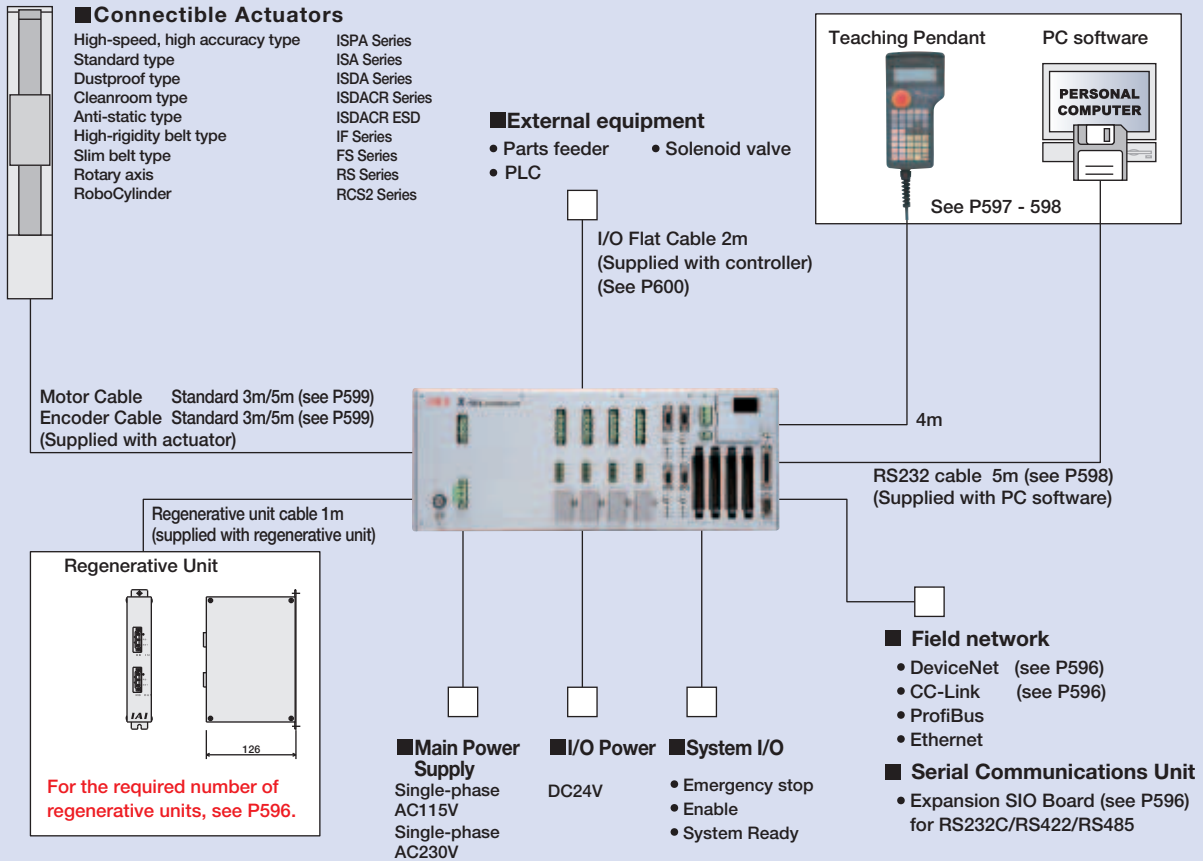 ■Connectible Actuators
High-speed, high accuracy type ISPA Series
Standard type ISA Series
Dustproof type ISDA Series
Cleanroom type ISDACR Series
Anti-static type ISDACR ESD
High-rigidity belt type IF Series
Slim belt type FS Series
Rotary axis RS Series
RoboCylinder RCS2 Series
■External equipment
• Parts feeder • Solenoid valve
• PLC
I/O Flat Cable 2m
(Supplied with controller)
(See P600)
Teaching Pendant PC software
PERSONAL
COMPUTER
See P597 - 598
Motor Cable Standard 3m/5m (see P599)
Encoder Cable Standard 3m/5m (see P599)
(Supplied with actuator)
4m
RS232 cable 5m (see P598)
(Supplied with PC software)
Regenerative unit cable 1m
(supplied with regenerative unit)
Regenerative Unit
IAI
126
For the required number of
regenerative units, see P596.
■Main Power
Supply
Single-phase
AC115V
Single-phase
AC230V
■I/O Power
DC24V
■System I/O
• Emergency stop
• Enable
• System Ready
■ Field network
• DeviceNet (see P596)
• CC-Link (see P596)
• ProfiBus
• Ethernet
■ Serial Communications Unit
• Expansion SIO Board (see P596)
for RS232C/RS422/RS485